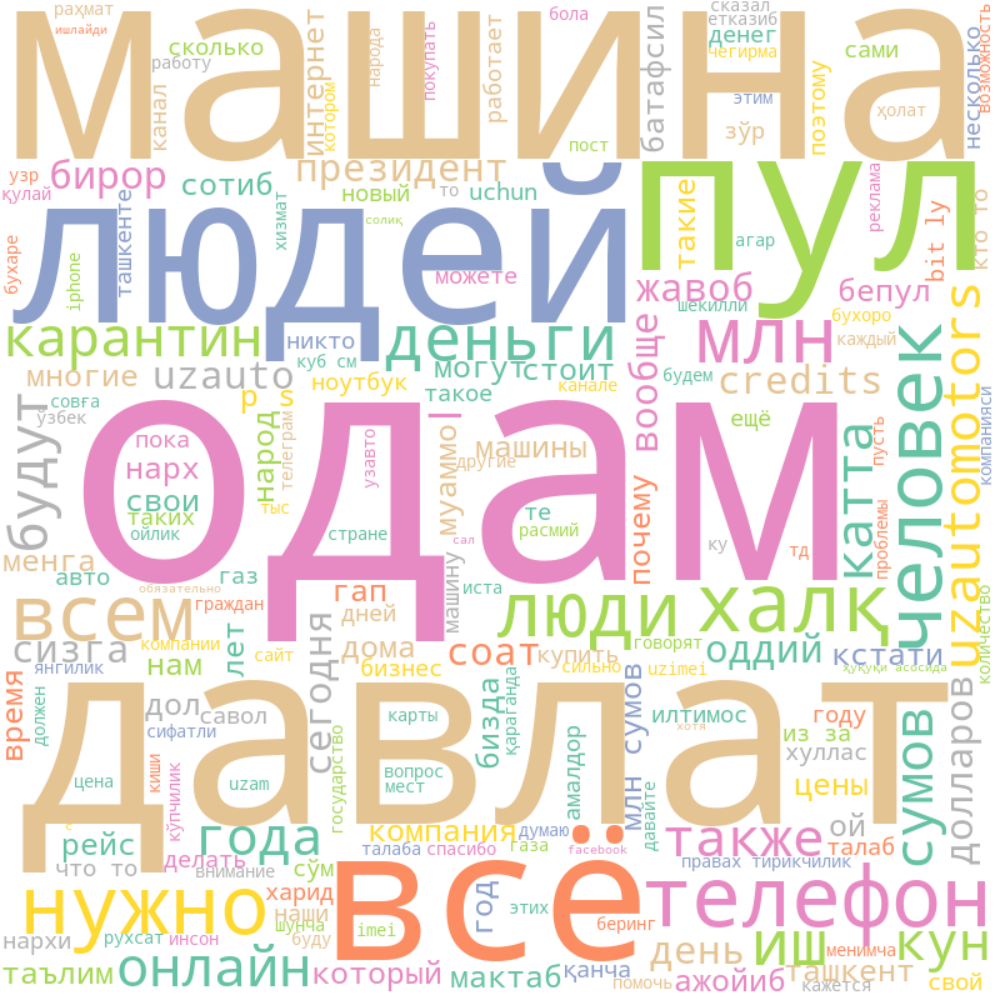 раҳмат
ишлайди
машина
бола
сказал
етказиб
денег
чегирма
сколько
работу
канал
интернет
котором
народа
покупать
работает
этим
батафсил
сами
поэтому
ҳолат
несколько
возможность
пост
зўр
узр
қулай
бирор
президент
сотиб
новый
то
uchun
пул
такие
реклама
кто то
bit ly
бухаре
людей
iphone
ташкенте
хизмат
солиқ
можете
агар
жавоб
бепул
шекилли
бухоро
каждый
карантин
никто
деньги
млн
куб см
могут
стоит
вообще
многие
uzauto
ноутбук
канале
будем
credits
человек
uzautomotors
совға
ўзбек
p s
такое
ещё
будут
пока
нарх
свои
таких
ойлик
народ
тыс
телеграм
одам
узавто
муаммо
машины
другие
те
расмий
стране
сал
почему
ку
тд
катта
пусть
проблемы
компанияси
менга
авто
газ
обязательно
граждан
гап
дней
машину
иста
люди
халқ
количество
всем
сизга
компании
янгилик
нам
лет
сайт
сегодня
дома
бизнес
соат
купить
сильно
говорят
uzimei
оддий
кстати
ҳуқуқи асосида
время
должен
дол
савол
сифатли
давлат
карты
бизда
қараганда
илтимос
хотя
году
из за
хуллас
цены
сумов
долларов
цена
киши
кўпчилик
uzam
государство
вопрос
мест
амалдор
млн сумов
давайте
рейс
года
компания
думаю
газа
facebook
также
ой
талаб
что то
делать
внимание
сўм
талаба
спасибо
всё
правах
тирикчилик
нужно
харид
наши
шунча
буду
imei
год
этих
беринг
телефон
нархи
рухсат
инсон
день
иш
менимча
кун
таълим
онлайн
который
мактаб
қанча
помочь
ажойиб
ташкент
кажется
свой